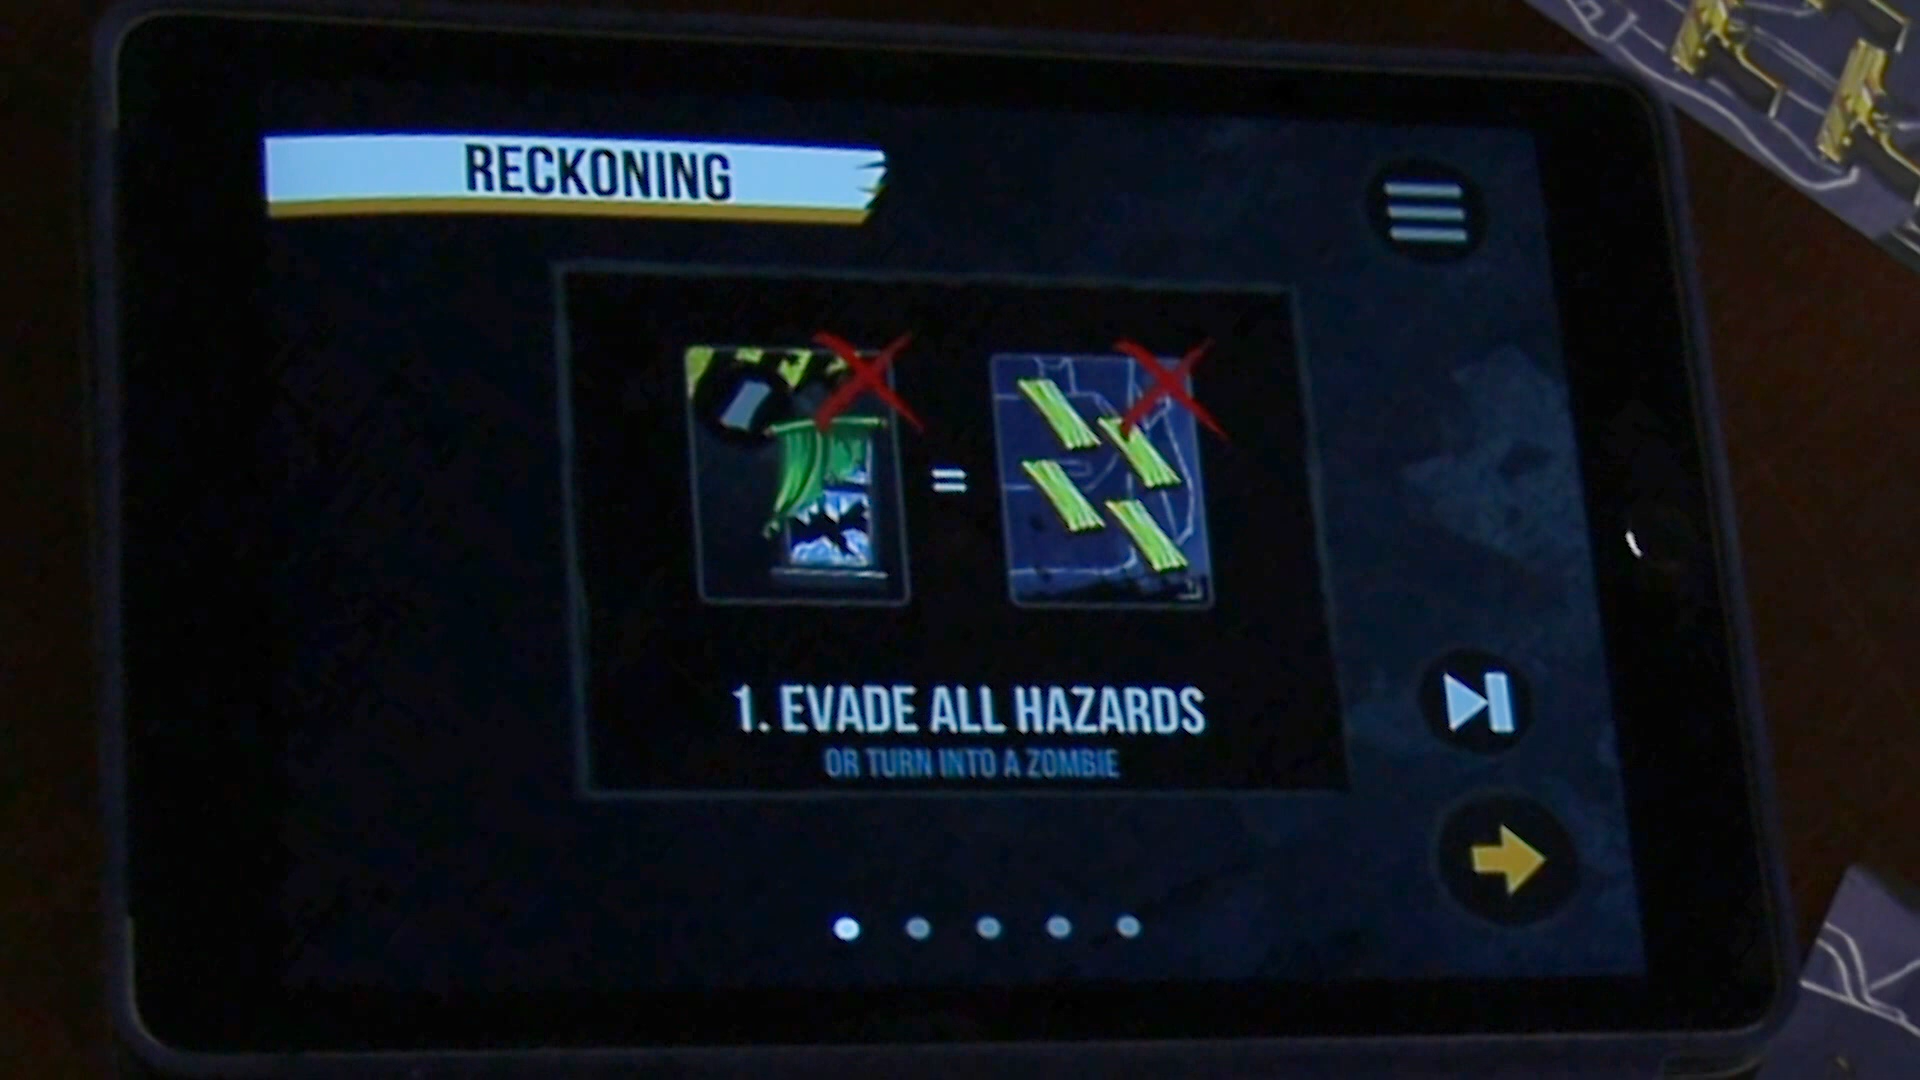 RECKONING
=
1. EVADE ALL HAZARDS
OR TURN INTO A ZOMBIE